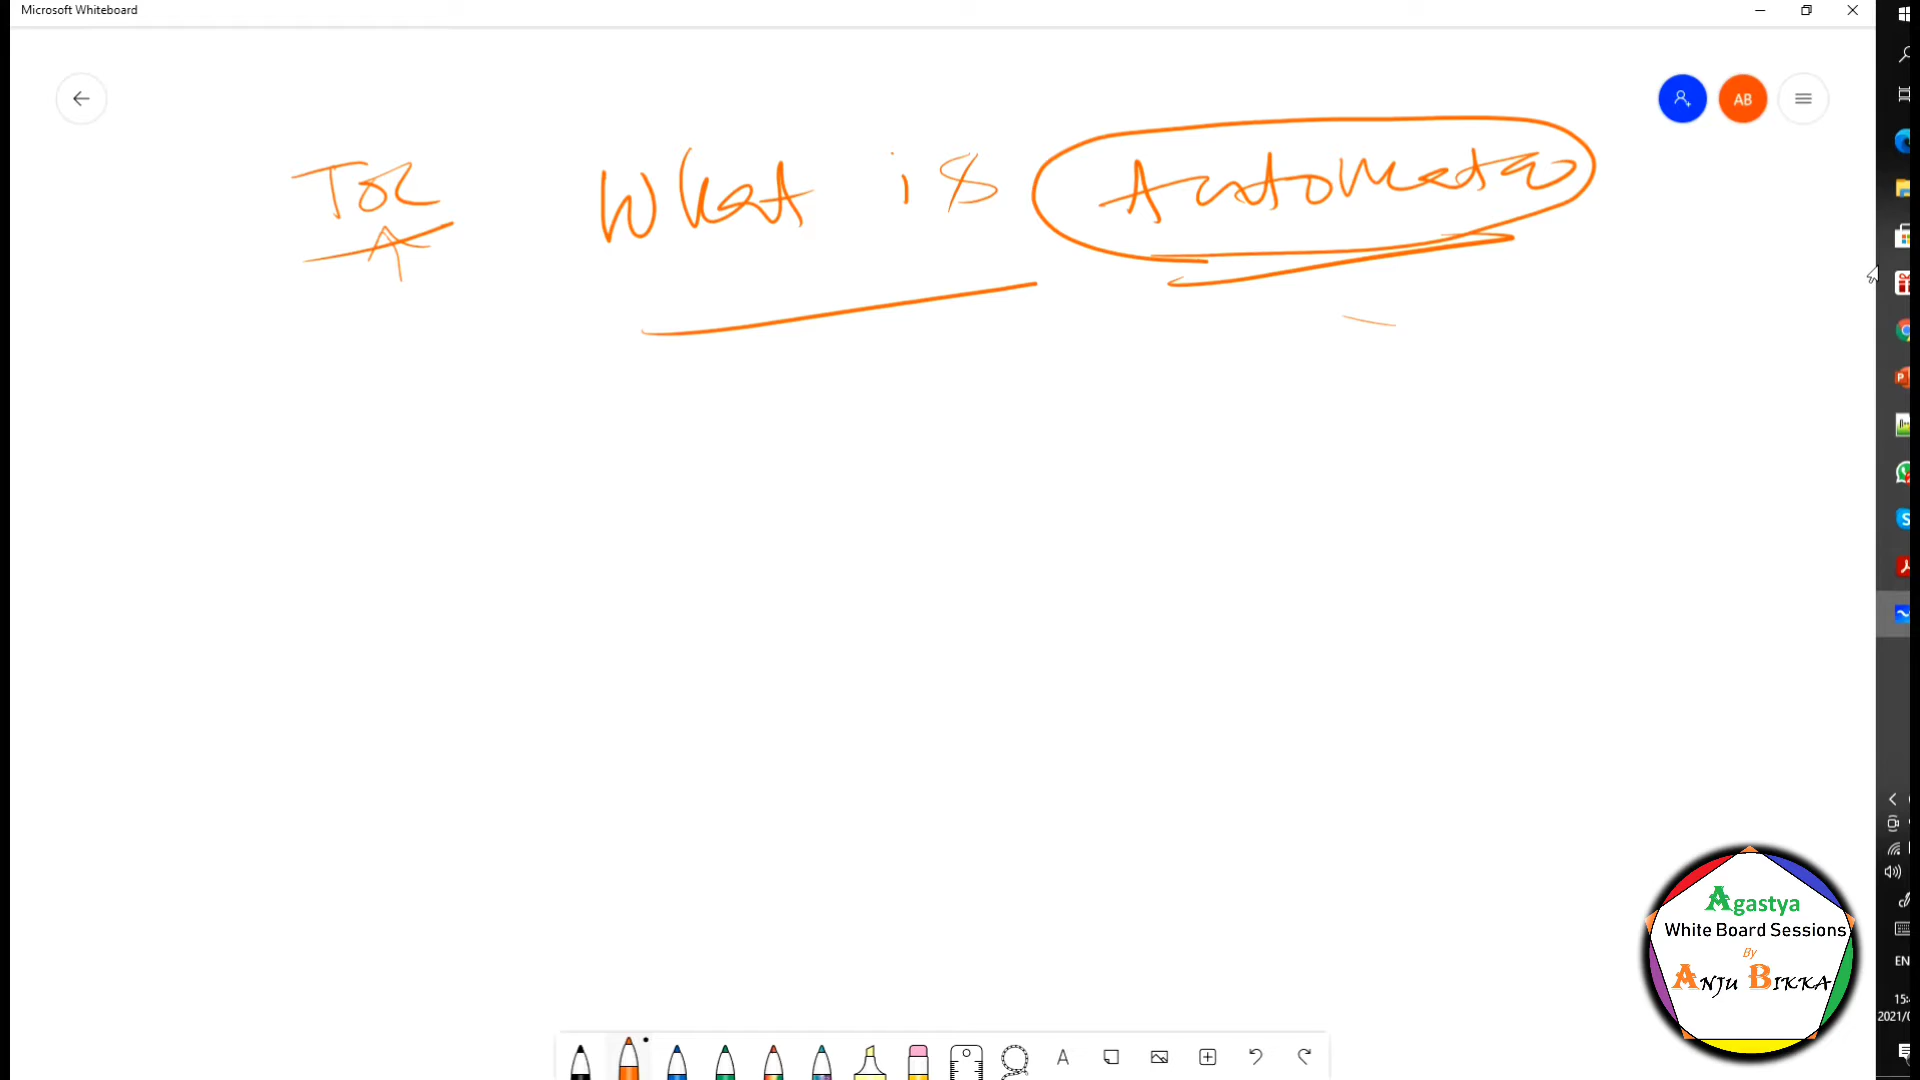 Microsoft Whiteboard
AB
TOC What is Automata
Agastya
White Board Sessions
By
ANJU BIKKA
A
EN